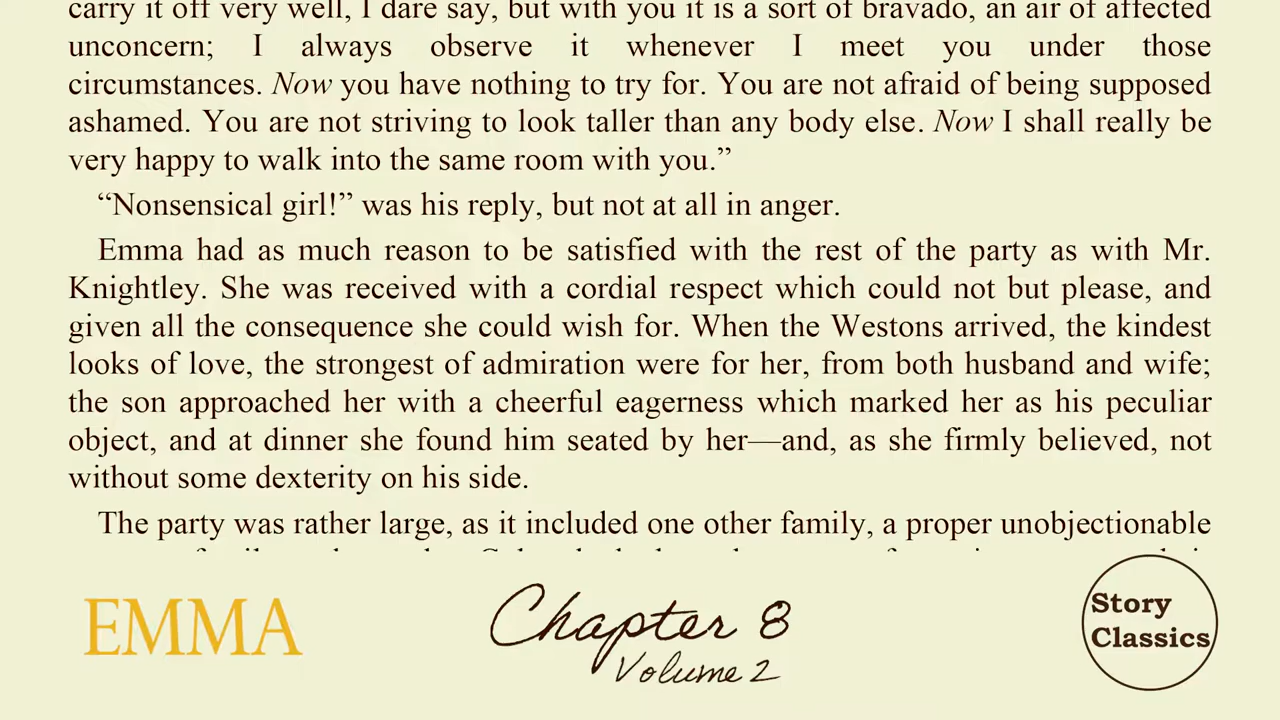 carry it off very well, I dare say, but with you it is a sort of bravado, an air of affected
unconcern; I always observe it whenever I meet you under those
circumstances. Now you have nothing to try for. You are not afraid of being supposed
ashamed. You are not striving to look taller than any body else. Now I shall really be
very happy to walk into the same room with you.”
“Nonsensical girl!” was his reply, but not at all in anger.
Emma had as much reason to be satisfied with the rest of the party as with Mr.
Knightley. She was received with a cordial respect which could not but please, and
given all the consequence she could wish for. When the Westons arrived, the kindest
looks of love, the strongest of admiration were for her, from both husband and wife;
the son approached her with a cheerful eagerness which marked her as his peculiar
object, and at dinner she found him seated by her—and, as she firmly believed, not
without some dexterity on his side.
The party was rather large, as it included one other family, a proper unobjectionable
EMMA
Chapter 8
Volume 2
Story
Classics